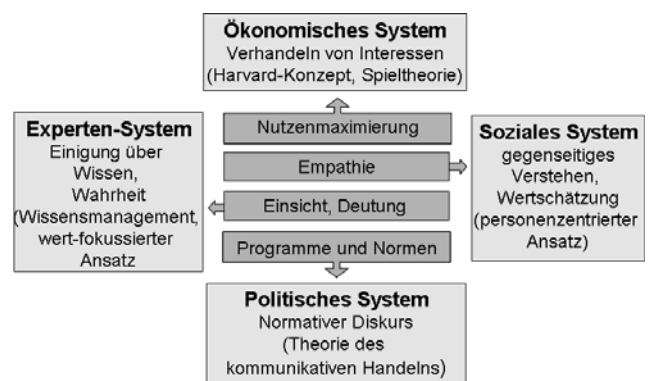 Ökonomisches System
Verhandeln von Interessen
(Harvard-Konzept, Spieltheorie)
Experten-System
Einigung über
Wissen,
Wahrheit
(Wissensmanagement,
wert-fokussierter
Ansatz
Nutzenmaximierung
Empathie
Einsicht, Deutung
Programme und Normen
Soziales System
gegenseitiges
Verstehen,
Wertschätzung
(personenzentrierter
Ansatz)
Politisches System
Normativer Diskurs
(Theorie des
kommunikativen Handelns)